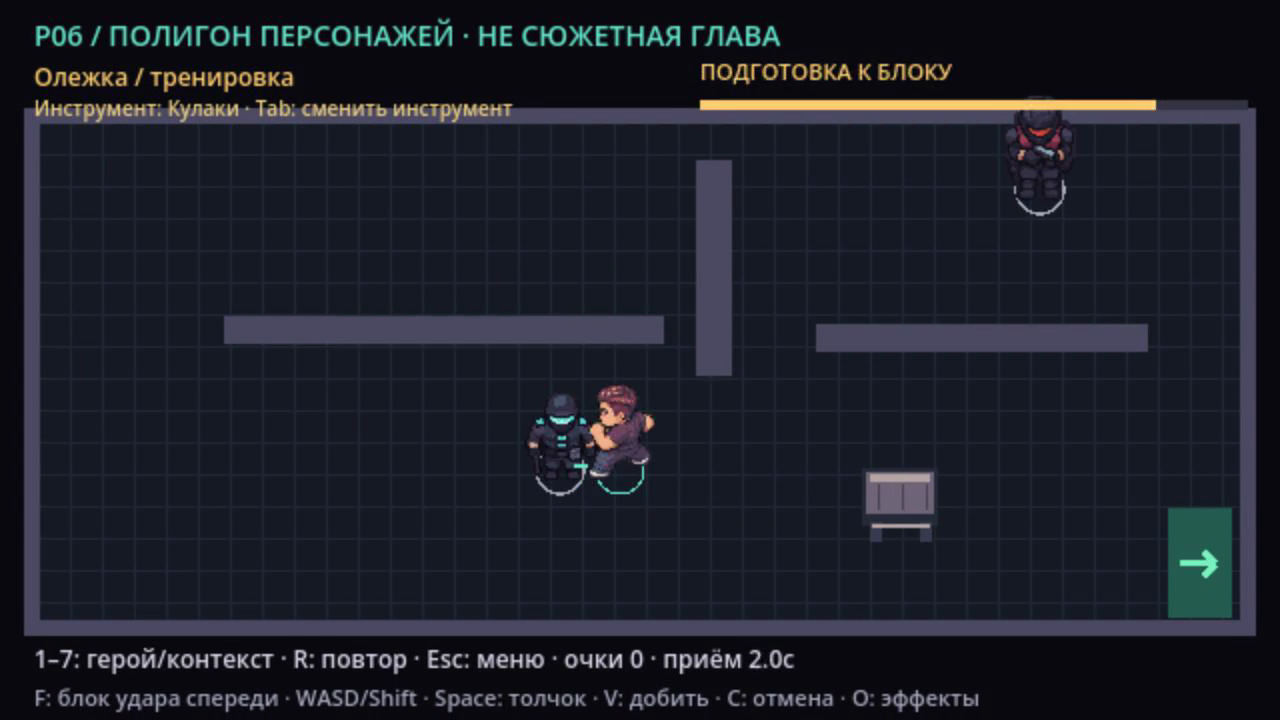 P06 / ПОЛИГОН ПЕРСОНАЖЕЙ · НЕ СЮЖЕТНАЯ ГЛАВА
Олежка / тренировка
ПОДГОТОВКА К БЛОКУ
Инструмент: Кулаки · Tab: сменить инструмент
1–7: герой/контекст · R: повтор · Esc: меню · очки 0 · приём 2.0с
F: блок удара спереди · WASD/Shift · Space: толчок · V: добить · C: отмена · O: эффекты